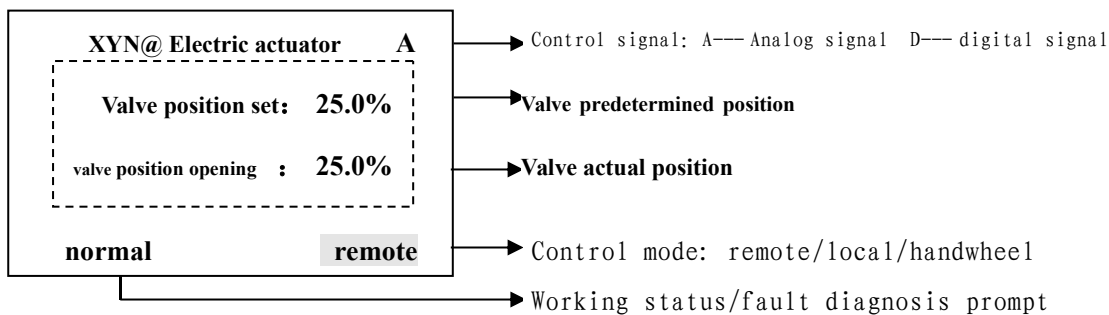 XYN@ Electric actuator A
Control signal: A---Analog signal D---digital signal
Valve position set： 25.0%
Valve predetermined position
valve position opening ： 25.0%
Valve actual position
normal remote
Control mode: remote/local/handwheel
Working status/fault diagnosis prompt